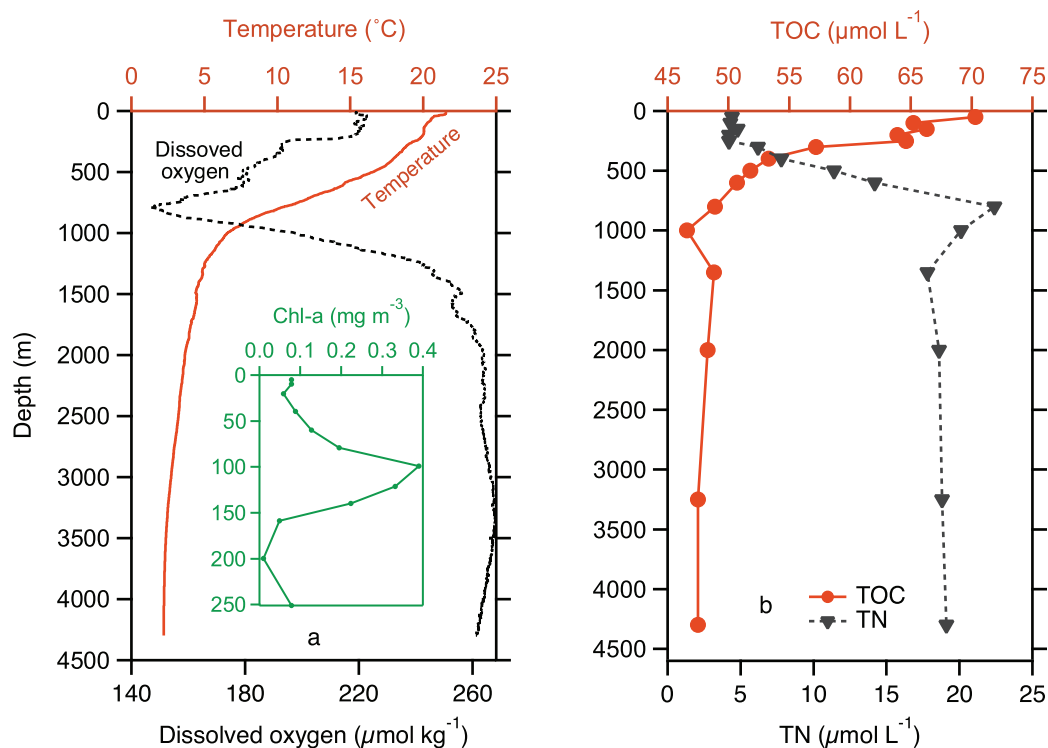 Temperature (˚C)
0 5 10 15 20 25
0
500
1000
1500
2000
2500
3000
3500
4000
4500
Depth (m)
Dissoved
oxygen
Temperature
Chl-a (mg m⁻³)
0.0 0.1 0.2 0.3 0.4
0
50
100
150
200
250
a
140 180 220 260
Dissolved oxygen (µmol kg⁻¹)
TOC (µmol L⁻¹)
45 50 55 60 65 70 75
0
500
1000
1500
2000
2500
3000
3500
4000
4500
b
TOC
TN
0 5 10 15 20 25
TN (µmol L⁻¹)